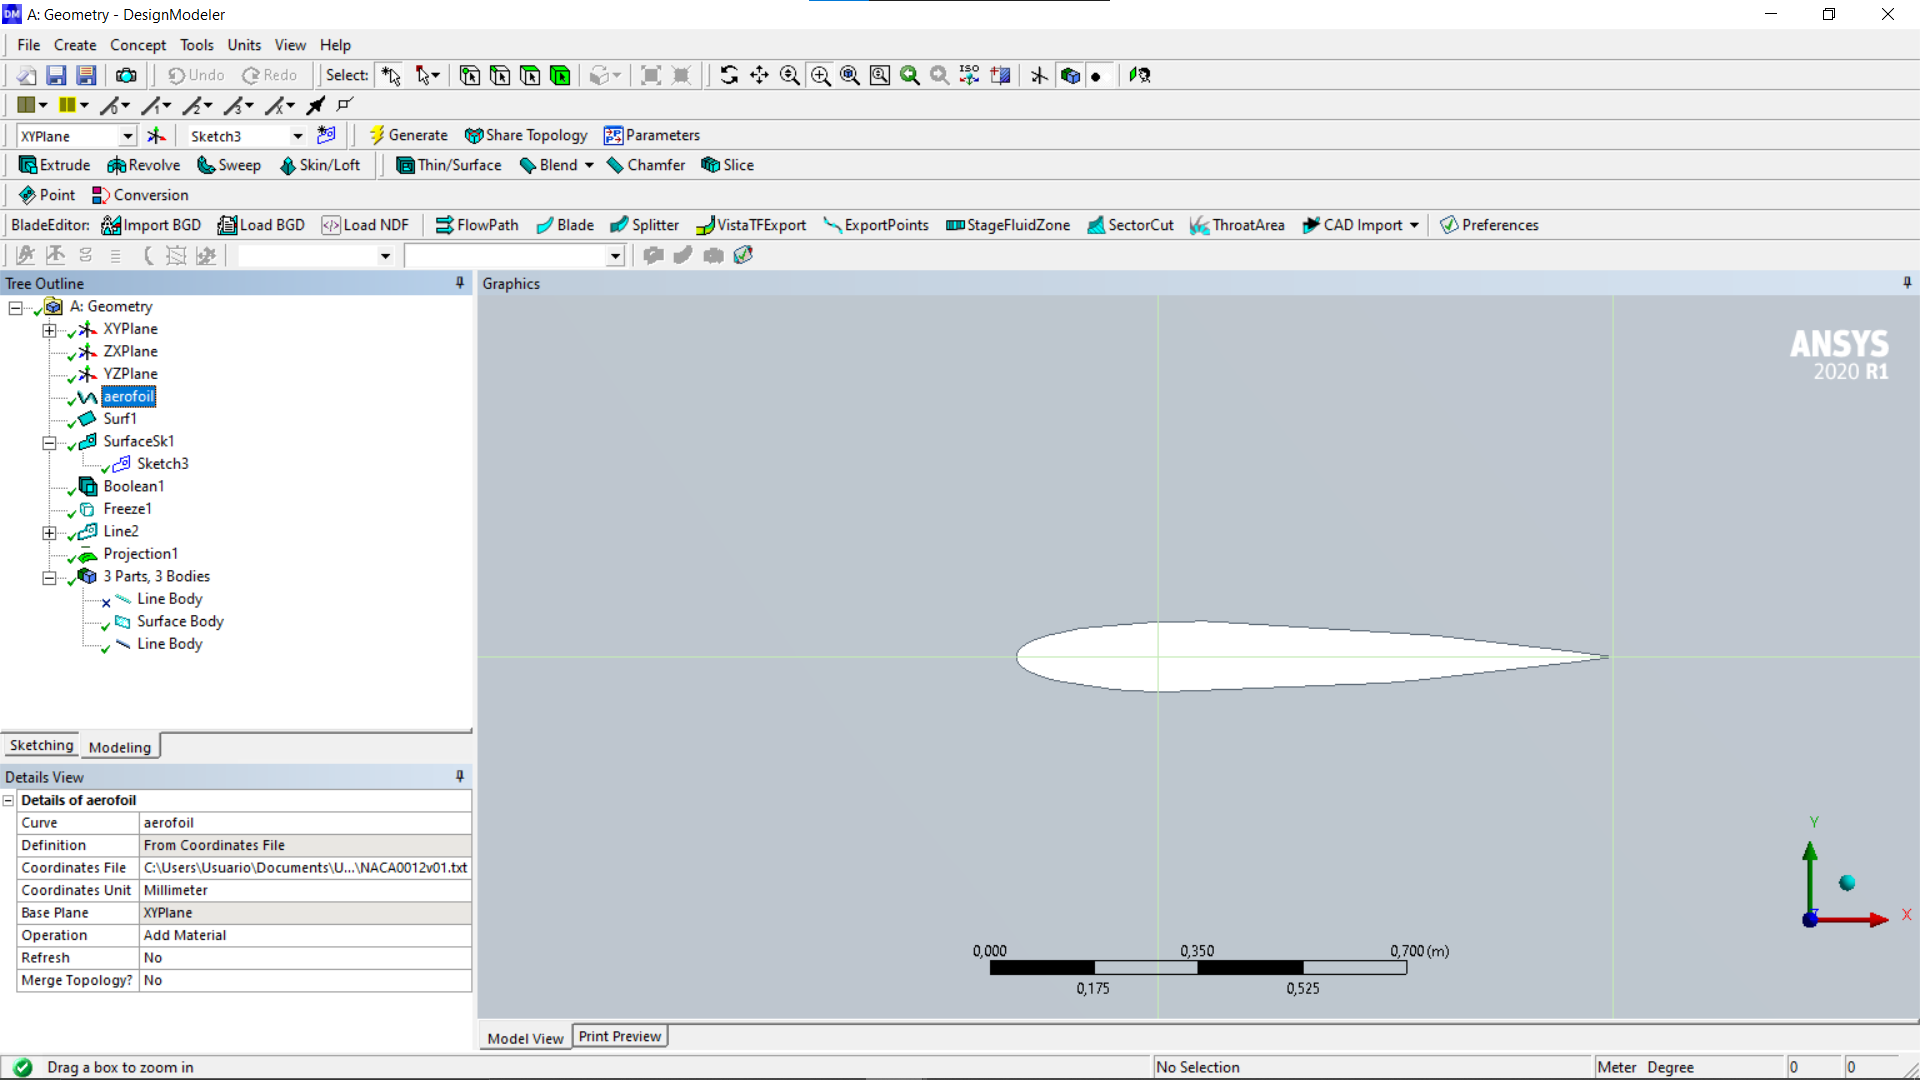 DM A: Geometry - DesignModeler
File Create Concept Tools Units View Help
Undo Redo Select: ISO
0 1 2 3 x
XYPlane Sketch3 Generate Share Topology Parameters
Extrude Revolve Sweep Skin/Loft Thin/Surface Blend Chamfer Slice
Point Conversion
BladeEditor: Import BGD Load BGD Load NDF FlowPath Blade Splitter VistaTFExport ExportPoints StageFluidZone SectorCut ThroatArea CAD Import Preferences
Tree Outline
A: Geometry
XYPlane
ZXPlane
YZPlane
aerofoil
Surf1
SurfaceSk1
Sketch3
Boolean1
Freeze1
Line2
Projection1
3 Parts, 3 Bodies
Line Body
Surface Body
Line Body
Sketching Modeling
Details View
Details of aerofoil
Curve aerofoil
Definition From Coordinates File
Coordinates File C:\Users\Usuario\Documents\U...\NACA0012v01.txt
Coordinates Unit Millimeter
Base Plane XYPlane
Operation Add Material
Refresh No
Merge Topology? No
Graphics
ANSYS
2020 R1
Y
Z
X
0,000 0,350 0,700 (m)
0,175 0,525
Model View Print Preview
Drag a box to zoom in No Selection Meter Degree 0 0